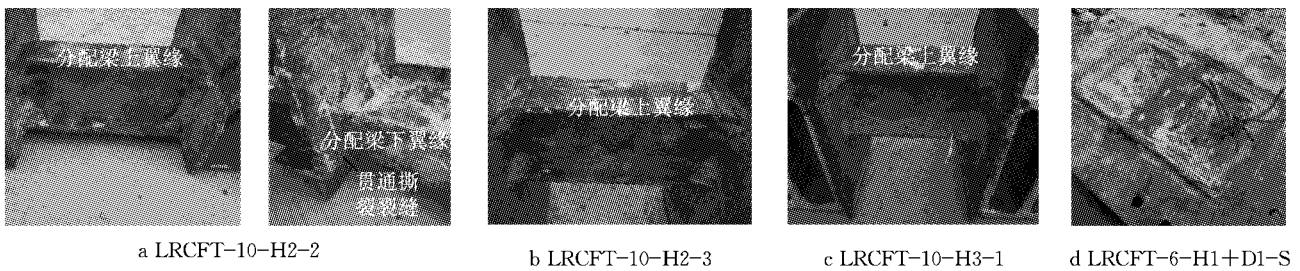 分配梁上翼缘
分配梁下翼缘
贯通撕
裂裂缝
分配梁上翼缘
分配梁上翼缘
a LRCFT-10-H2-2
b LRCFT-10-H2-3
c LRCFT-10-H3-1
d LRCFT-6-H1+D1-S